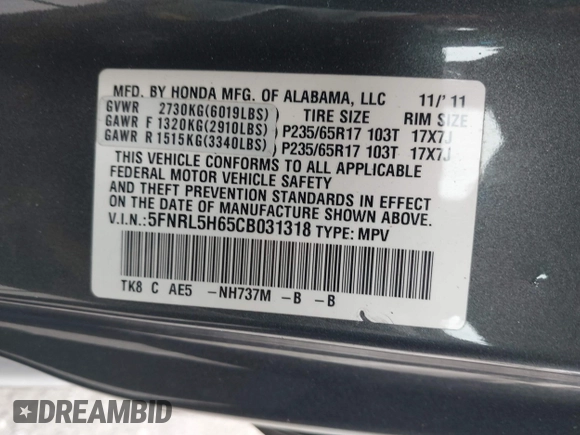 MFD. BY HONDA MFG. OF ALABAMA, LLC 11/'11
GVWR 2730KG(6019LBS) TIRE SIZE RIM SIZE
GAWR F 1320KG(2910LBS) P235/65R17 103T 17X7J
GAWR R 1515KG(3340LBS) P235/65R17 103T 17X7J
THIS VEHICLE CONFORMS TO ALL APPLICABLE
FEDERAL MOTOR VEHICLE SAFETY
AND THEFT PREVENTION STANDARDS IN EFFECT
ON THE DATE OF MANUFACTURE SHOWN ABOVE.
V.I.N.:5FNRL5H65CB031318 TYPE: MPV
TK8 C AE5 -NH737M -B -B
DREAMBID